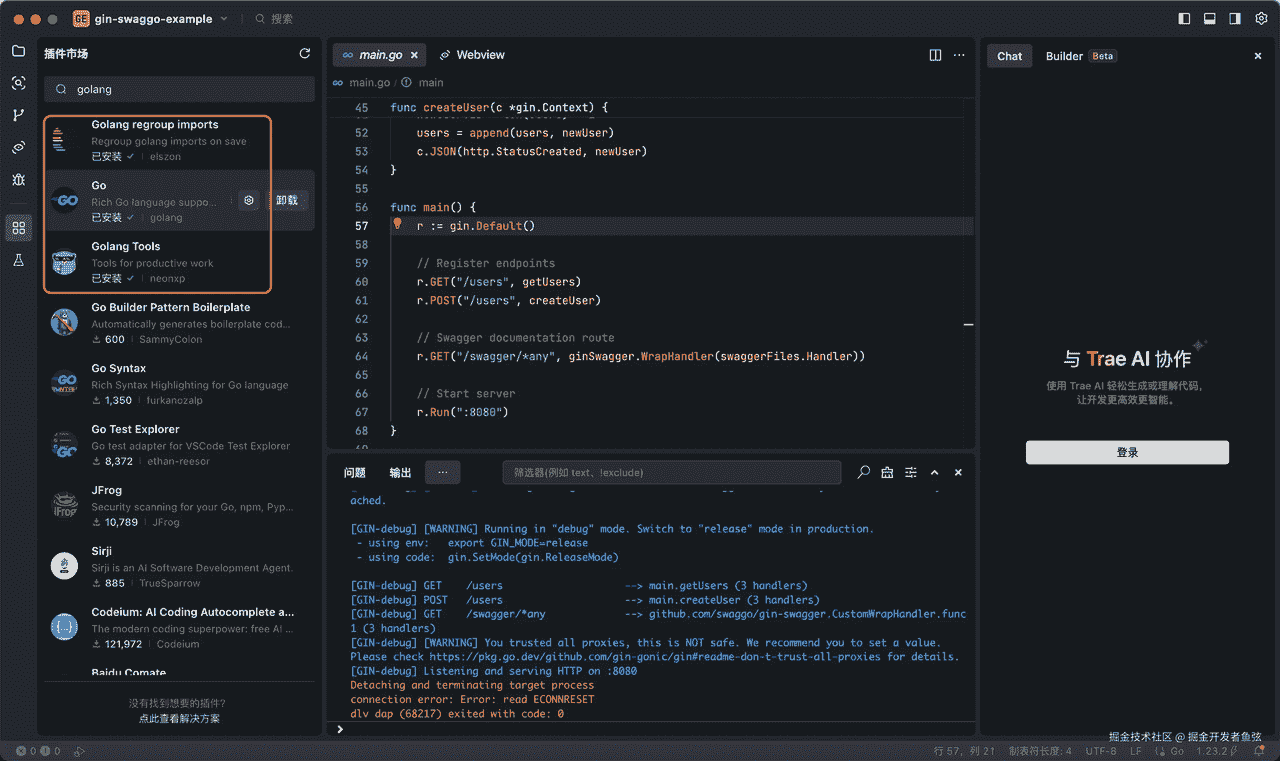 GE gin-swaggo-example
搜索
插件市场
golang
Golang regroup imports
Regroup golang imports on save
已安装 eiszon
Go
Rich Go language suppo...
已安装 golang
卸载
Golang Tools
Tools for productive work
已安装 neonxp
Go Builder Pattern Boilerplate
Automatically generates boilerplate cod...
600 SammyColon
Go Syntax
Rich Syntax Highlighting for Go language
1,350 furkanozalp
Go Test Explorer
Go test adapter for VSCode Test Explorer
8,372 ethan-reesor
JFrog
Security scanning for your Go, npm, Pyp...
10,789 JFrog
Sirji
Sirji is an AI Software Development Agent.
885 TrueSparrow
Codeium: AI Coding Autocomplete a...
The modern coding superpower: free AI ...
121,972 Codeium
Baidu Comate
没有找到想要的插件?
点此查看解决方案
main.go
Webview
main.go / main
45 func createUser(c *gin.Context) {
52 users = append(users, newUser)
53 c.JSON(http.StatusCreated, newUser)
54 }
55
56 func main() {
57 r := gin.Default()
58
59 // Register endpoints
60 r.GET("/users", getUsers)
61 r.POST("/users", createUser)
62
63 // Swagger documentation route
64 r.GET("/swagger/*any", ginSwagger.WrapHandler(swaggerFiles.Handler))
65
66 // Start server
67 r.Run(":8080")
68 }
问题 输出 ...
筛选器(例如 text、!exclude)
ached.
[GIN-debug] [WARNING] Running in "debug" mode. Switch to "release" mode in production.
- using env: export GIN_MODE=release
- using code: gin.SetMode(gin.ReleaseMode)
[GIN-debug] GET /users --> main.getUsers (3 handlers)
[GIN-debug] POST /users --> main.createUser (3 handlers)
[GIN-debug] GET /swagger/*any --> github.com/swaggo/gin-swagger.CustomWrapHandler.func
1 (3 handlers)
[GIN-debug] [WARNING] You trusted all proxies, this is NOT safe. We recommend you to set a value.
Please check https://pkg.go.dev/github.com/gin-gonic/gin#readme-don-t-trust-all-proxies for details.
[GIN-debug] Listening and serving HTTP on :8080
Detaching and terminating target process
connection error: Error: read ECONNRESET
dlv dap (68217) exited with code: 0
Chat
Builder Beta
与 Trae AI 协作
使用 Trae AI 轻松生成或理解代码,
让开发更高效更智能。
登录
掘金技术社区 @ 掘金开发者鱼弦
0 0
行 57, 列 21 制表符长度: 4 UTF-8 LF Go 1.23.2